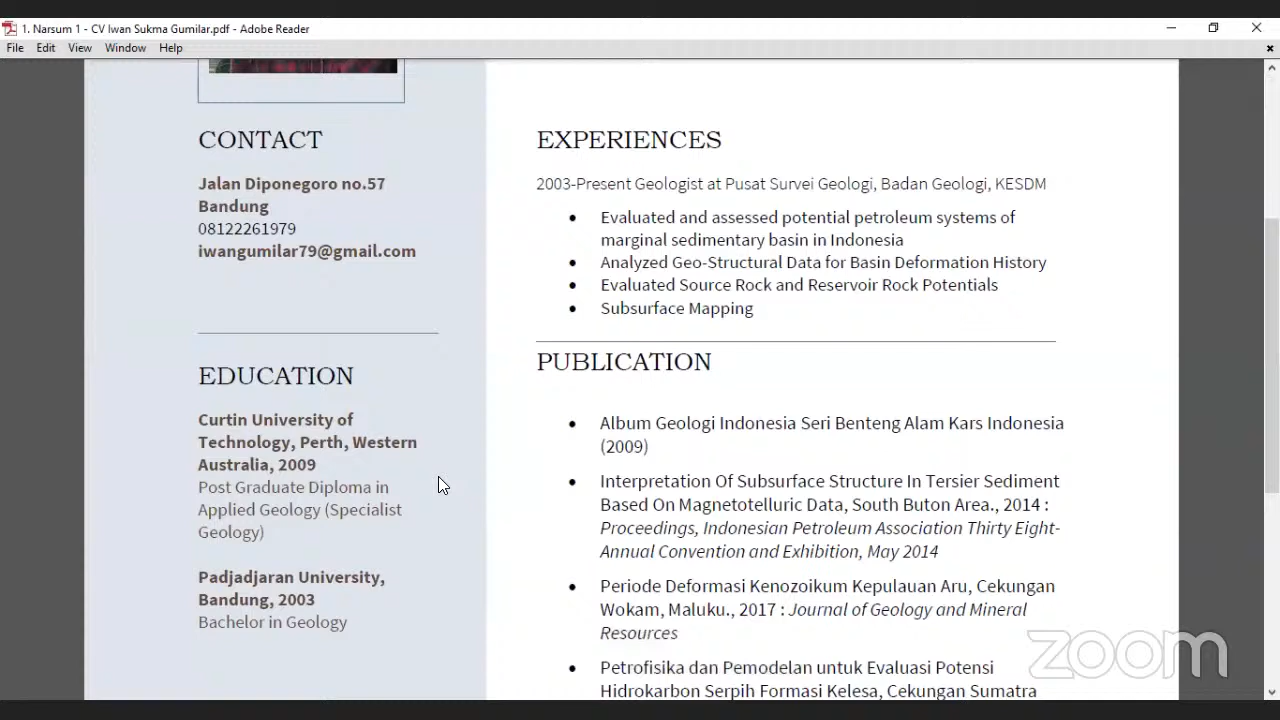 1. Narsum 1 - CV Iwan Sukma Gumilar.pdf - Adobe Reader
File Edit View Window Help
CONTACT
Jalan Diponegoro no.57
Bandung
08122261979
iwangumilar79@gmail.com
EDUCATION
Curtin University of
Technology, Perth, Western
Australia, 2009
Post Graduate Diploma in
Applied Geology (Specialist
Geology)
Padjadjaran University,
Bandung, 2003
Bachelor in Geology
EXPERIENCES
2003-Present Geologist at Pusat Survei Geologi, Badan Geologi, KESDM
• Evaluated and assessed potential petroleum systems of
marginal sedimentary basin in Indonesia
• Analyzed Geo-Structural Data for Basin Deformation History
• Evaluated Source Rock and Reservoir Rock Potentials
• Subsurface Mapping
PUBLICATION
• Album Geologi Indonesia Seri Benteng Alam Kars Indonesia
(2009)
• Interpretation Of Subsurface Structure In Tersier Sediment
Based On Magnetotelluric Data, South Buton Area., 2014 :
Proceedings, Indonesian Petroleum Association Thirty Eight-
Annual Convention and Exhibition, May 2014
• Periode Deformasi Kenozoikum Kepulauan Aru, Cekungan
Wokam, Maluku., 2017 : Journal of Geology and Mineral
Resources
• Petrofisika dan Pemodelan untuk Evaluasi Potensi
Hidrokarbon Serpih Formasi Kelesa, Cekungan Sumatra
zoom